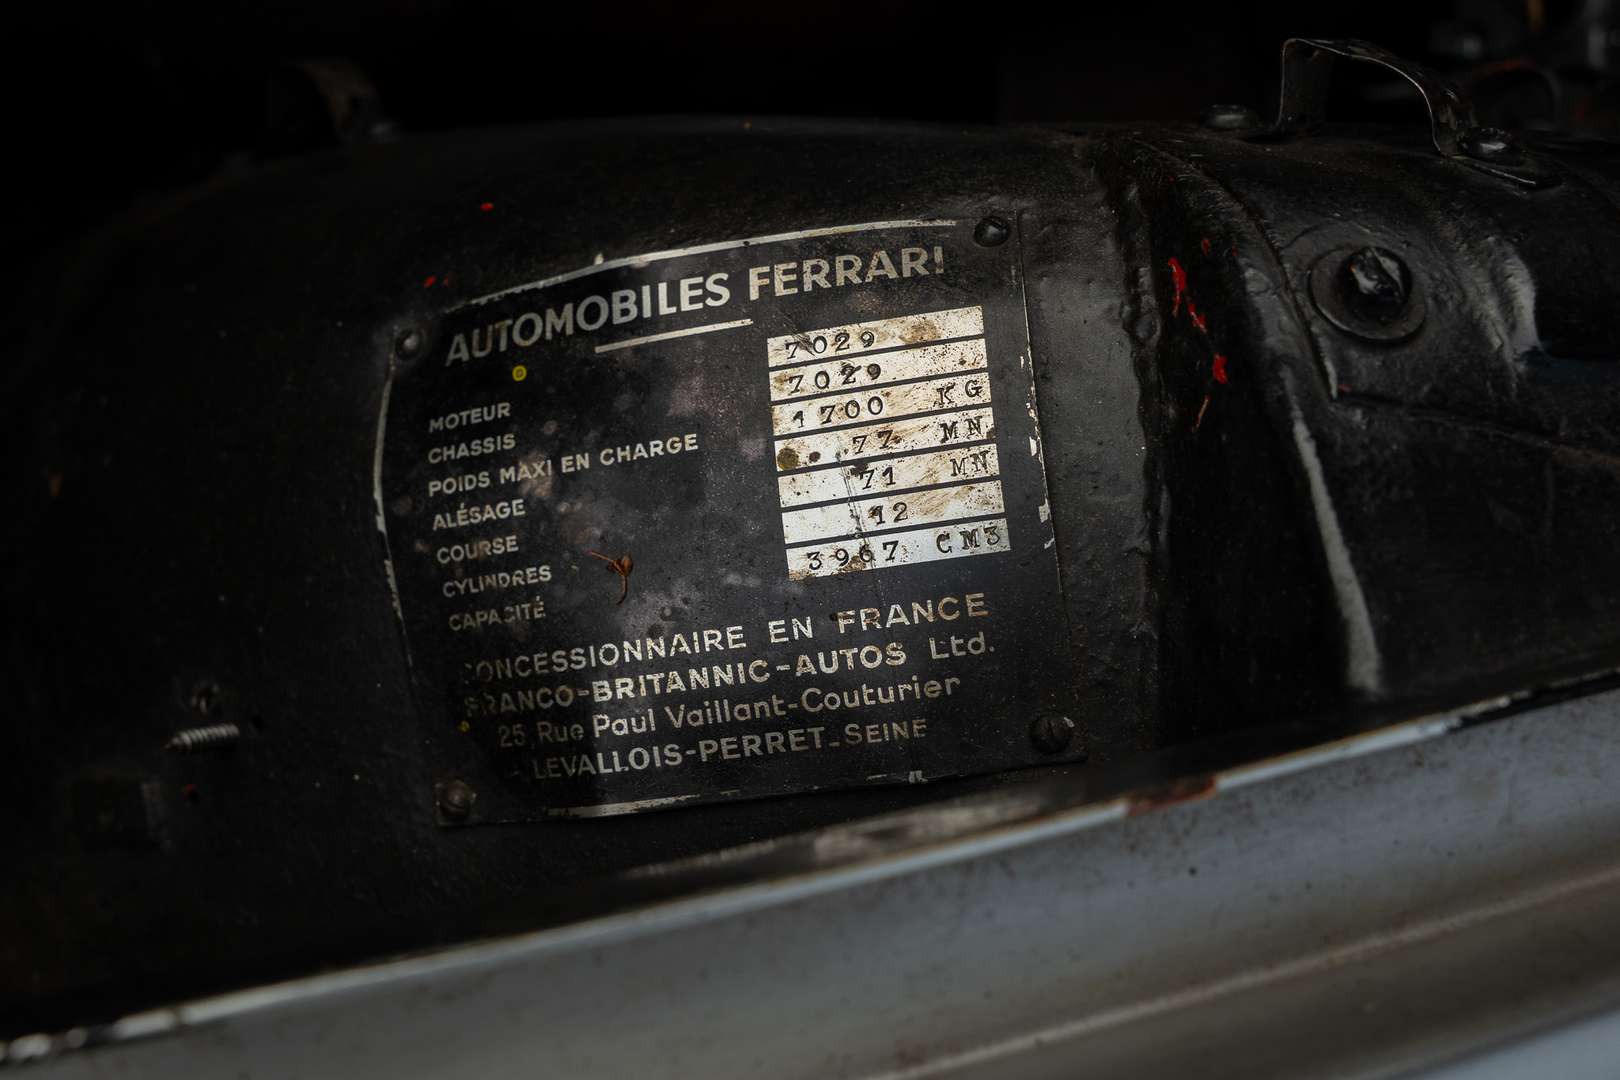 AUTOMOBILES FERRARI
MOTEUR 7029
CHASSIS 7029
POIDS MAXI EN CHARGE 1700 KG
ALÉSAGE 77 MN
COURSE 71 MN
CYLINDRES 12
CAPACITÉ 3967 CM3
CONCESSIONNAIRE EN FRANCE
FRANCO-BRITANNIC-AUTOS Ltd.
25 Rue Paul Vaillant-Couturier
LEVALLOIS-PERRET-SEINE